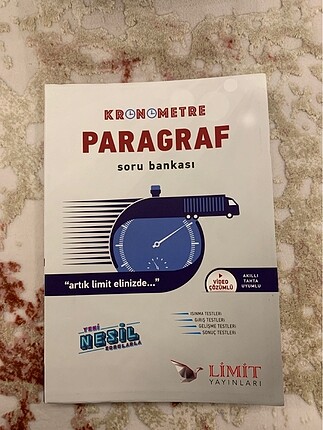 KRONOMETRE
PARAGRAF
soru bankası
"artık limit elinizde..."
VİDEO
ÇÖZÜMLÜ
AKILLI
TAHTA
UYUMLU
YENİ
NESİL
SORULARLA
ISINMA TESTLERİ
GİRİŞ TESTLERİ
GELİŞME TESTLERİ
SONUÇ TESTLERİ
LİMİT
YAYINLARI